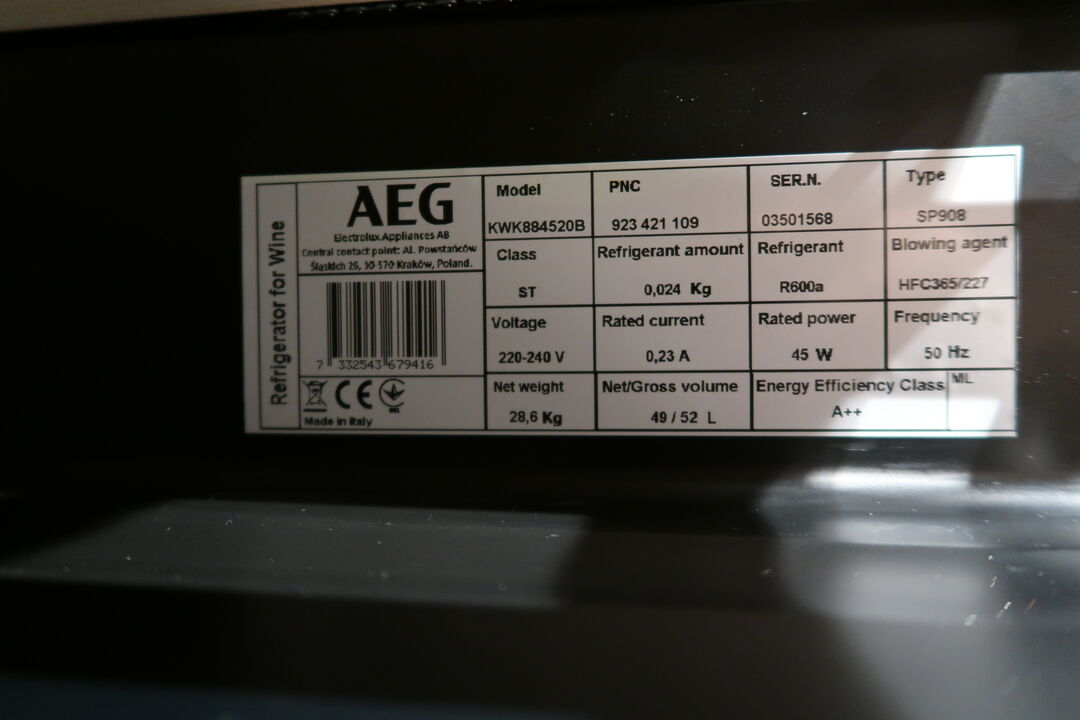 Refrigerator for Wine
AEG
Electrolux Appliances AB
Central contact point: Al. Powstańców
Śląskich 26, 30-570 Kraków, Poland.
7 332543 679416
CE
Made in Italy
Model
KWK884520B
PNC
923 421 109
SER.N.
03501568
Type
SP908
Class
ST
Refrigerant amount
0,024 Kg
Refrigerant
R600a
Blowing agent
HFC365/227
Voltage
220-240 V
Rated current
0,23 A
Rated power
45 W
Frequency
50 Hz
Net weight
28,6 Kg
Net/Gross volume
49 / 52 L
Energy Efficiency Class
A++
ML